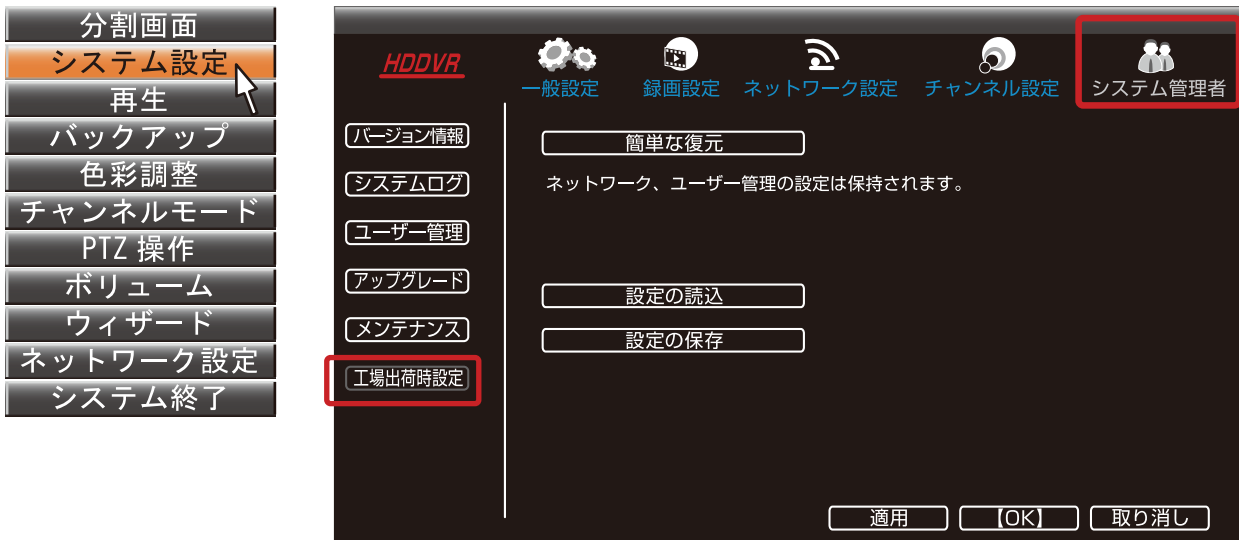 分割画面
システム設定
再生
バックアップ
色彩調整
チャンネルモード
PTZ 操作
ボリューム
ウィザード
ネットワーク設定
システム終了
HDDVR
一般設定 録画設定 ネットワーク設定 チャンネル設定 システム管理者
バージョン情報
システムログ
ユーザー管理
アップグレード
メンテナンス
工場出荷時設定
簡単な復元
ネットワーク、ユーザー管理の設定は保持されます。
設定の読込
設定の保存
適用 【OK】 取り消し